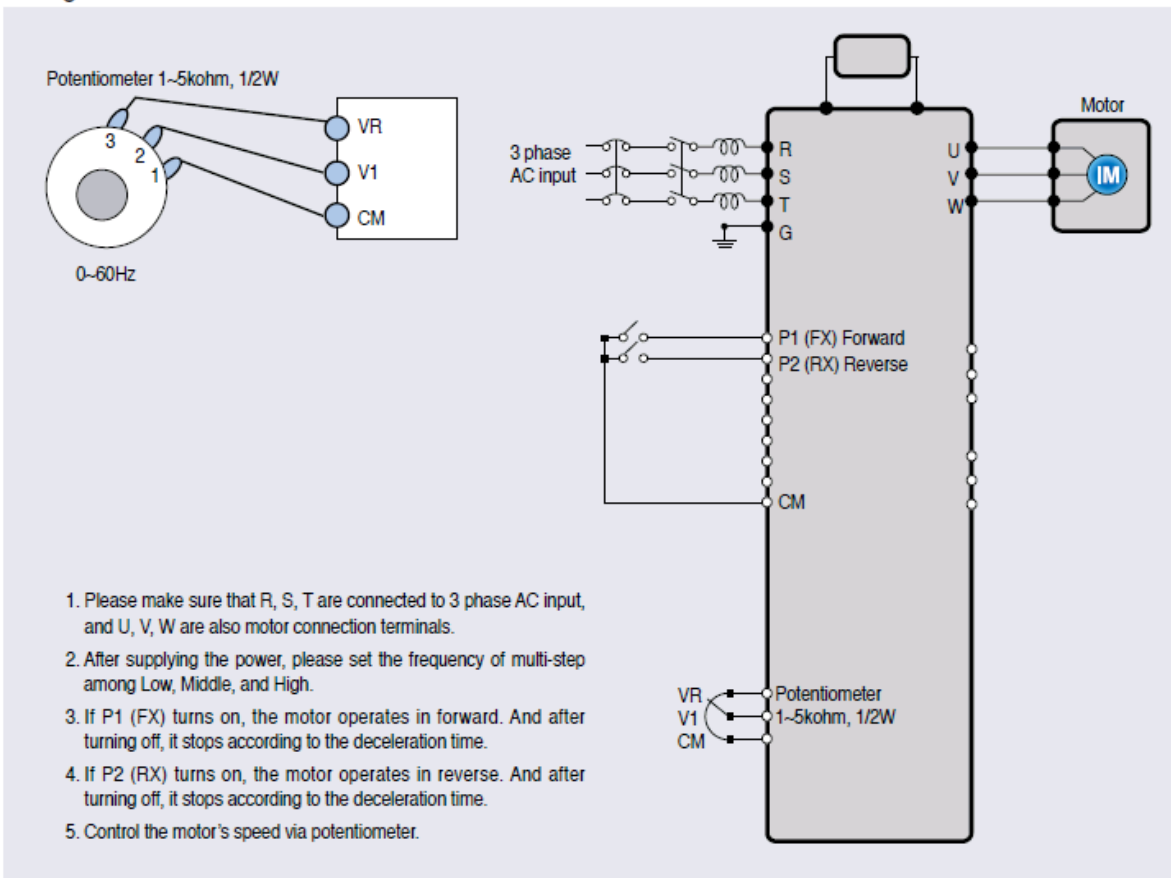 Potentiometer 1~5kohm, 1/2W
3
2
1
VR
V1
CM
0~60Hz
3 phase
AC input
R
S
T
G
U
V
W
Motor
IM
P1 (FX) Forward
P2 (RX) Reverse
CM
VR
V1
CM
Potentiometer
1~5kohm, 1/2W
1. Please make sure that R, S, T are connected to 3 phase AC input,
and U, V, W are also motor connection terminals.
2. After supplying the power, please set the frequency of multi-step
among Low, Middle, and High.
3. If P1 (FX) turns on, the motor operates in forward. And after
turning off, it stops according to the deceleration time.
4. If P2 (RX) turns on, the motor operates in reverse. And after
turning off, it stops according to the deceleration time.
5. Control the motor's speed via potentiometer.